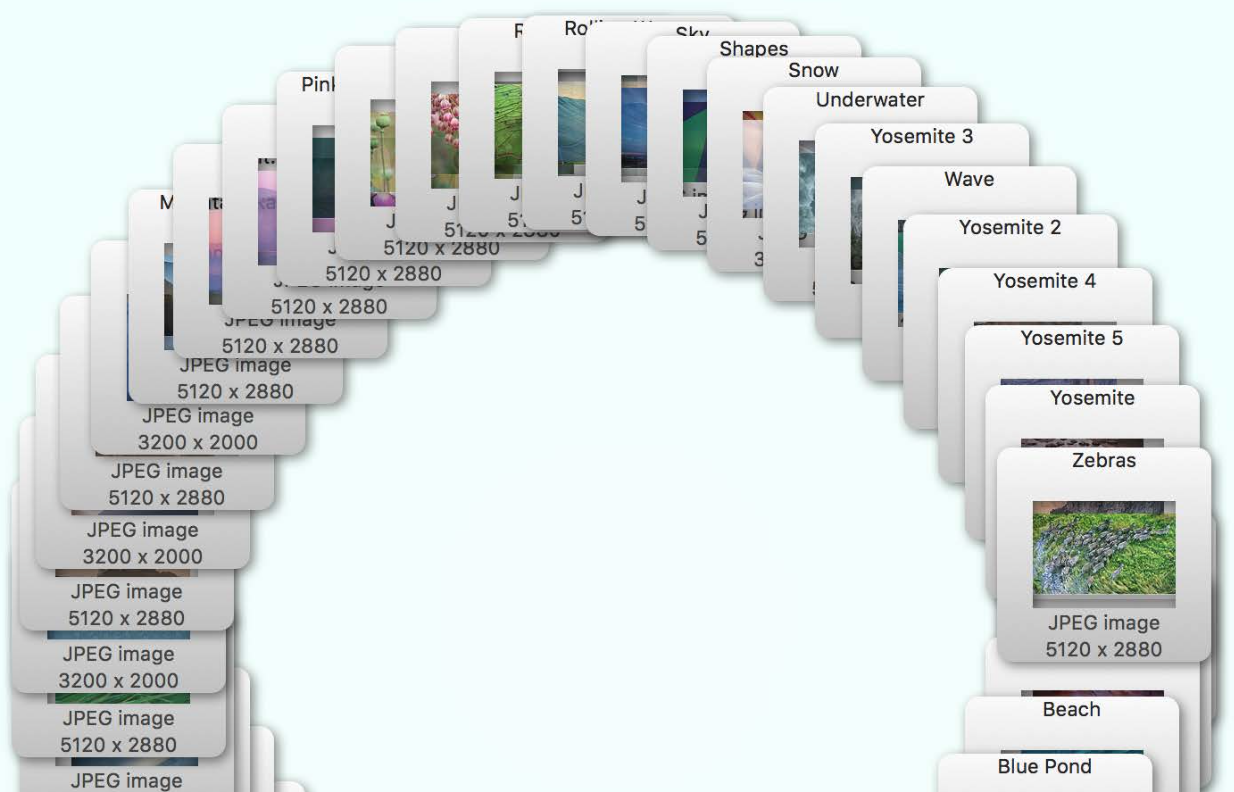 Sky
Shapes
Snow
Underwater
Yosemite 3
Wave
Yosemite 2
Yosemite 4
Yosemite 5
Yosemite
Zebras
JPEG image
5120 x 2880
Beach
Blue Pond
5120 x 2880
5120 x 2880
5120 x 2880
5120 x 2880
JPEG image
5120 x 2880
JPEG image
5120 x 2880
JPEG image
3200 x 2000
JPEG image
5120 x 2880
JPEG image
3200 x 2000
JPEG image
5120 x 2880
JPEG image
3200 x 2000
JPEG image
5120 x 2880
JPEG image